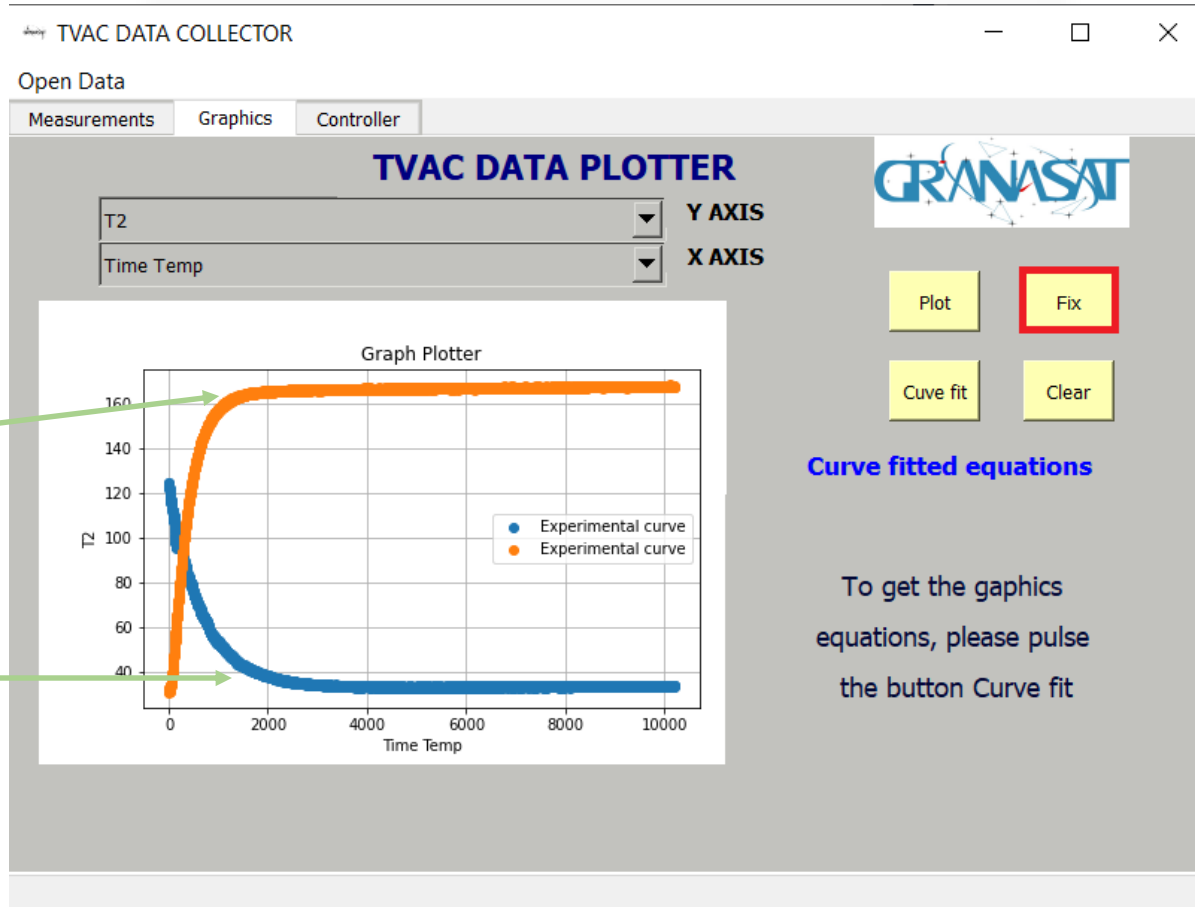 TVAC DATA COLLECTOR
Open Data
Measurements Graphics Controller
TVAC DATA PLOTTER
GRANASAT
T2 Y AXIS
Time Temp X AXIS
Plot Fix
Cuve fit Clear
Graph Plotter
160
140
120
100
80
60
40
T2
Experimental curve
Experimental curve
0 2000 4000 6000 8000 10000
Time Temp
Curve fitted equations
To get the gaphics
equations, please pulse
the button Curve fit